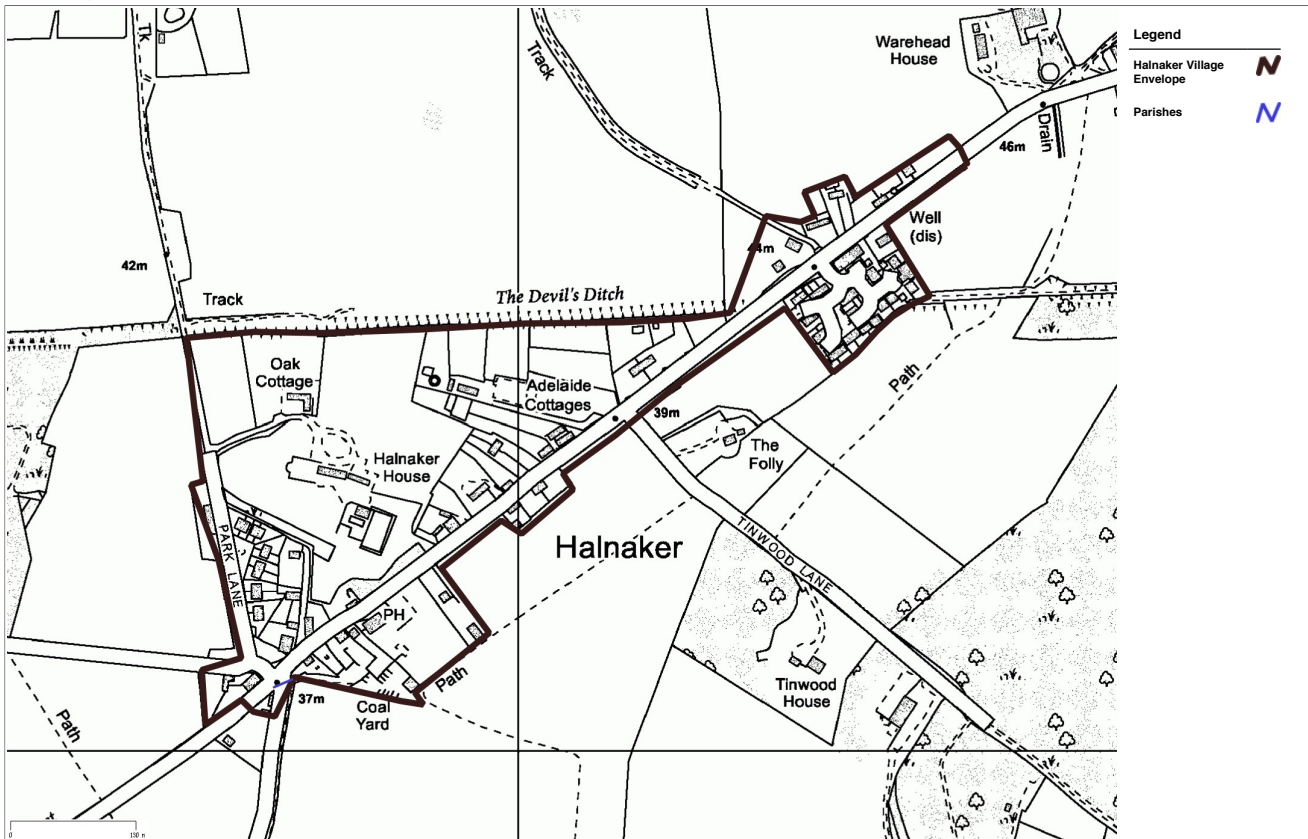 Legend
Halnaker Village
Envelope
Parishes
Tk
Track
Warehead
House
Drain
46m
Well
(dis)
44m
42m
Track
The Devil's Ditch
Oak
Cottage
Adelaide
Cottages
39m
Path
The
Folly
Halnaker
House
PARK LANE
Halnaker
TINWOOD LANE
PH
Path
37m
Coal
Yard
Tinwood
House
Path
0
130 m